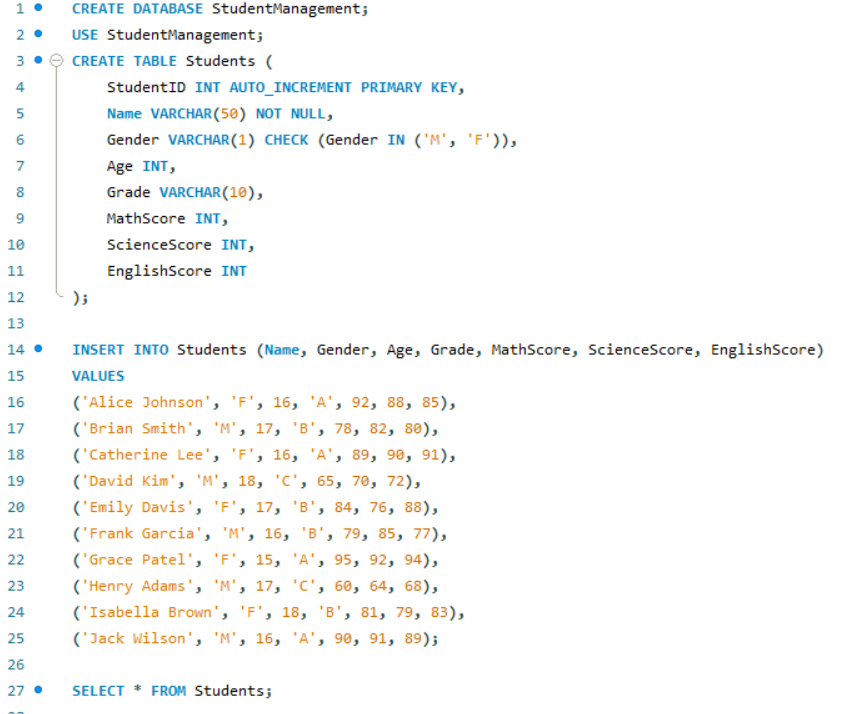 1 CREATE DATABASE StudentManagement;
2 USE StudentManagement;
3 CREATE TABLE Students (
4 StudentID INT AUTO_INCREMENT PRIMARY KEY,
5 Name VARCHAR(50) NOT NULL,
6 Gender VARCHAR(1) CHECK (Gender IN ('M', 'F')),
7 Age INT,
8 Grade VARCHAR(10),
9 MathScore INT,
10 ScienceScore INT,
11 EnglishScore INT
12 );
13
14 INSERT INTO Students (Name, Gender, Age, Grade, MathScore, ScienceScore, EnglishScore)
15 VALUES
16 ('Alice Johnson', 'F', 16, 'A', 92, 88, 85),
17 ('Brian Smith', 'M', 17, 'B', 78, 82, 80),
18 ('Catherine Lee', 'F', 16, 'A', 89, 90, 91),
19 ('David Kim', 'M', 18, 'C', 65, 70, 72),
20 ('Emily Davis', 'F', 17, 'B', 84, 76, 88),
21 ('Frank Garcia', 'M', 16, 'B', 79, 85, 77),
22 ('Grace Patel', 'F', 15, 'A', 95, 92, 94),
23 ('Henry Adams', 'M', 17, 'C', 60, 64, 68),
24 ('Isabella Brown', 'F', 18, 'B', 81, 79, 83),
25 ('Jack Wilson', 'M', 16, 'A', 90, 91, 89);
26
27 SELECT * FROM Students;